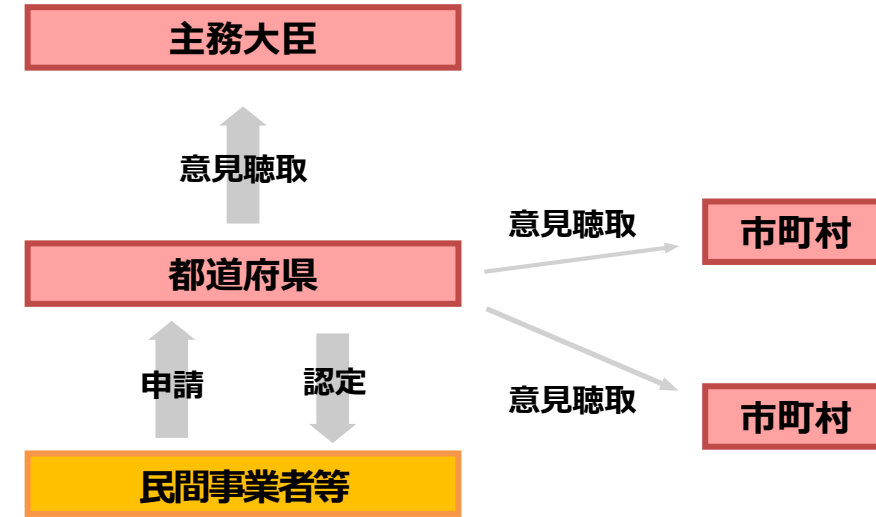 主務大臣
意見聴取
意見聴取
市町村
都道府県
申請
認定
意見聴取
市町村
民間事業者等